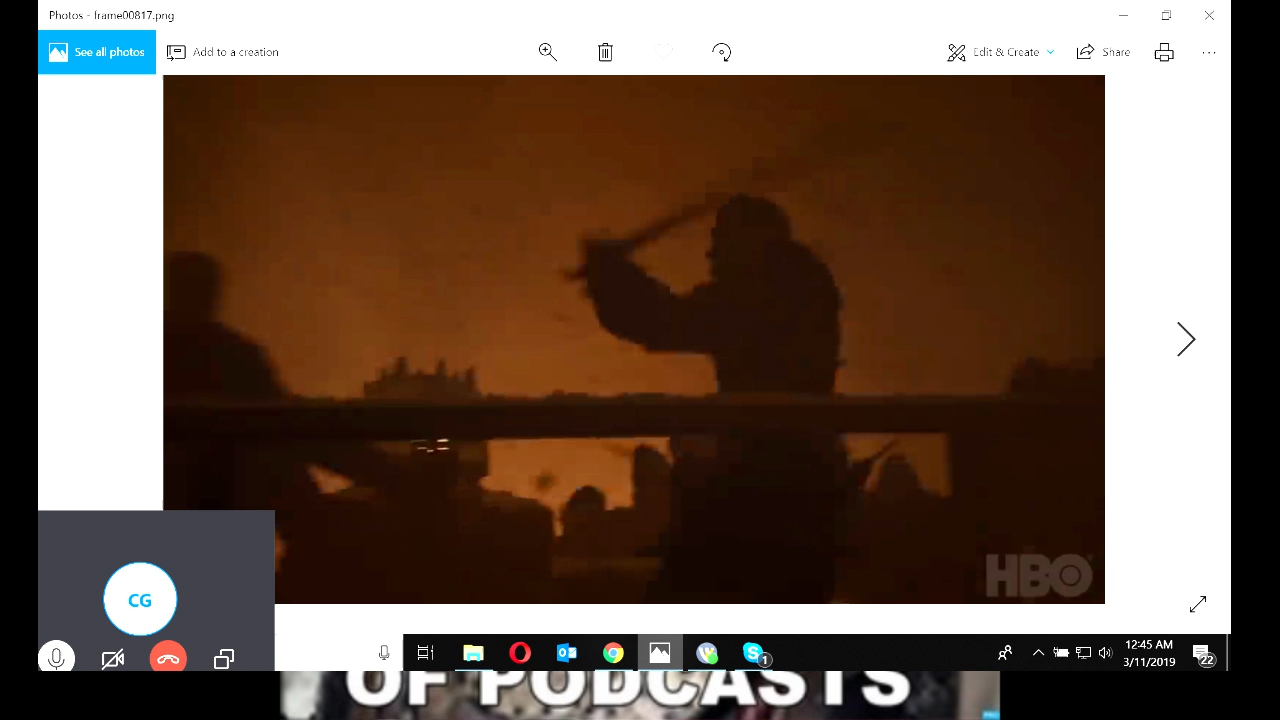 Photos - frame00817.png
See all photos
Add to a creation
Edit & Create
Share
HBO
CG
1
12:45 AM
3/11/2019
22
OF PODCASTS